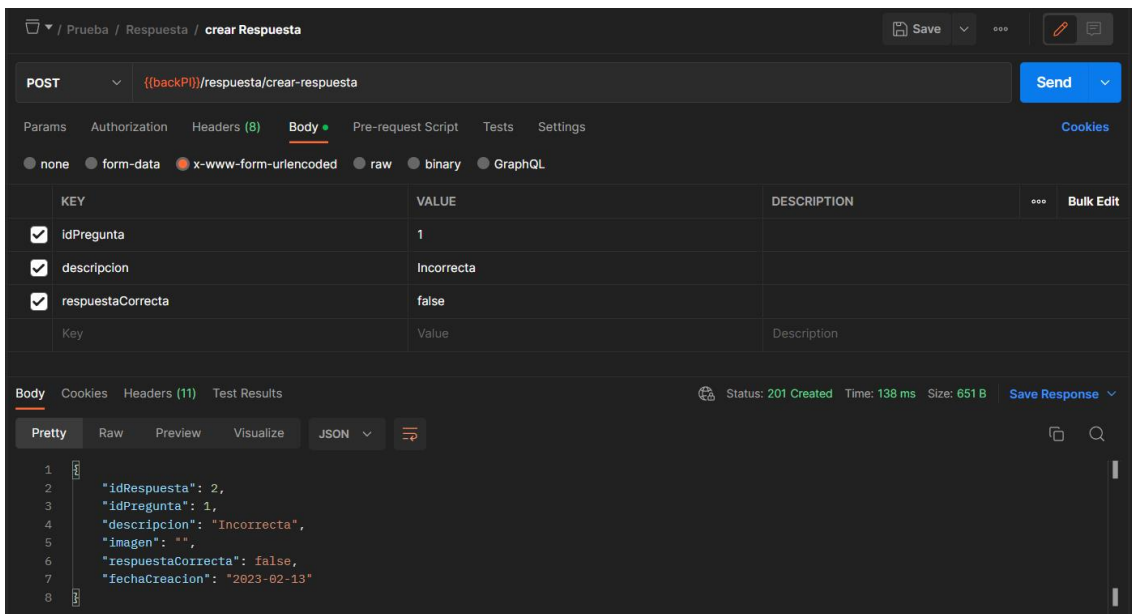 / Prueba / Respuesta / crear Respuesta Save ooo
POST {{backPI}}/respuesta/crear-respuesta Send
Params Authorization Headers (8) Body Pre-request Script Tests Settings Cookies
none form-data x-www-form-urlencoded raw binary GraphQL
KEY VALUE DESCRIPTION ooo Bulk Edit
idPregunta 1
descripcion Incorrecta
respuestaCorrecta false
Key Value Description
Body Cookies Headers (11) Test Results Status: 201 Created Time: 138 ms Size: 651 B Save Response
Pretty Raw Preview Visualize JSON
1 {
2 "idRespuesta": 2,
3 "idPregunta": 1,
4 "descripcion": "Incorrecta",
5 "imagen": "",
6 "respuestaCorrecta": false,
7 "fechaCreacion": "2023-02-13"
8 }